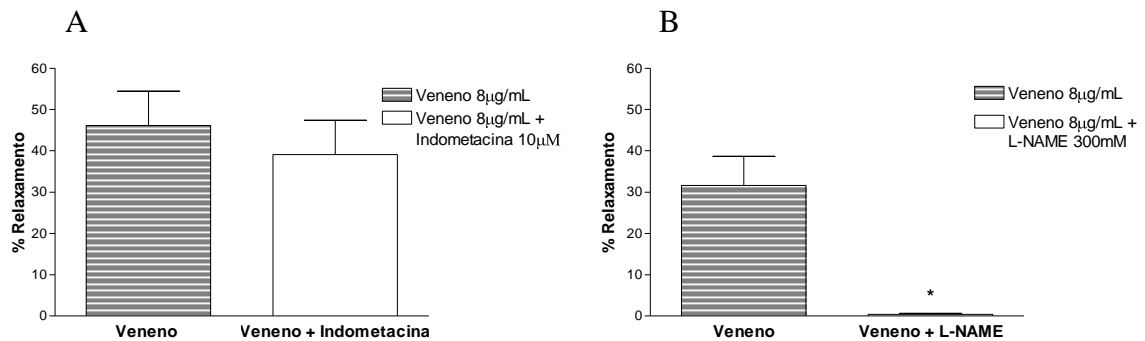 A
% Relaxamento
60
50
40
30
20
10
0
Veneno
Veneno + Indometacina
Veneno 8μg/mL
Veneno 8μg/mL +
Indometacina 10μM
B
% Relaxamento
60
50
40
30
20
10
0
*
Veneno
Veneno + L-NAME
Veneno 8μg/mL
Veneno 8μg/mL +
L-NAME 300mM